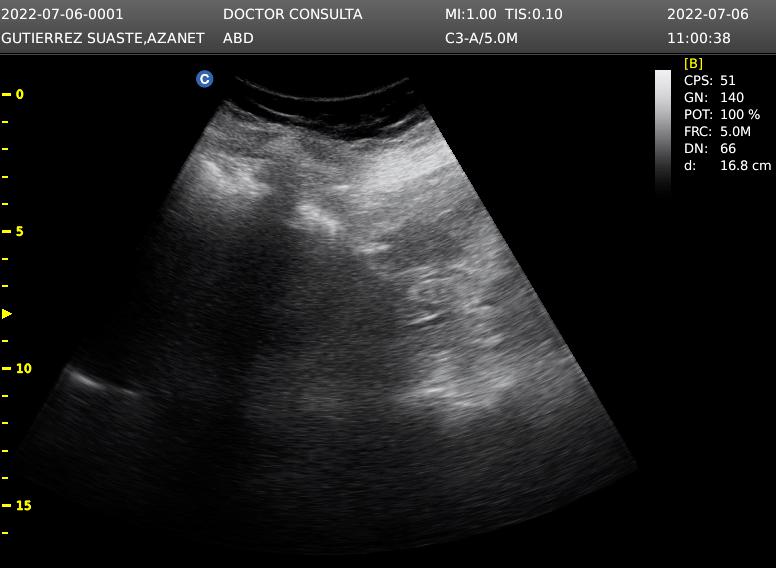 2022-07-06-0001 DOCTOR CONSULTA MI:1.00 TIS:0.10 2022-07-06
GUTIERREZ SUASTE,AZANET ABD C3-A/5.0M 11:00:38
C
[B]
CPS: 51
GN: 140
POT: 100 %
FRC: 5.0M
DN: 66
d: 16.8 cm
0
5
10
15